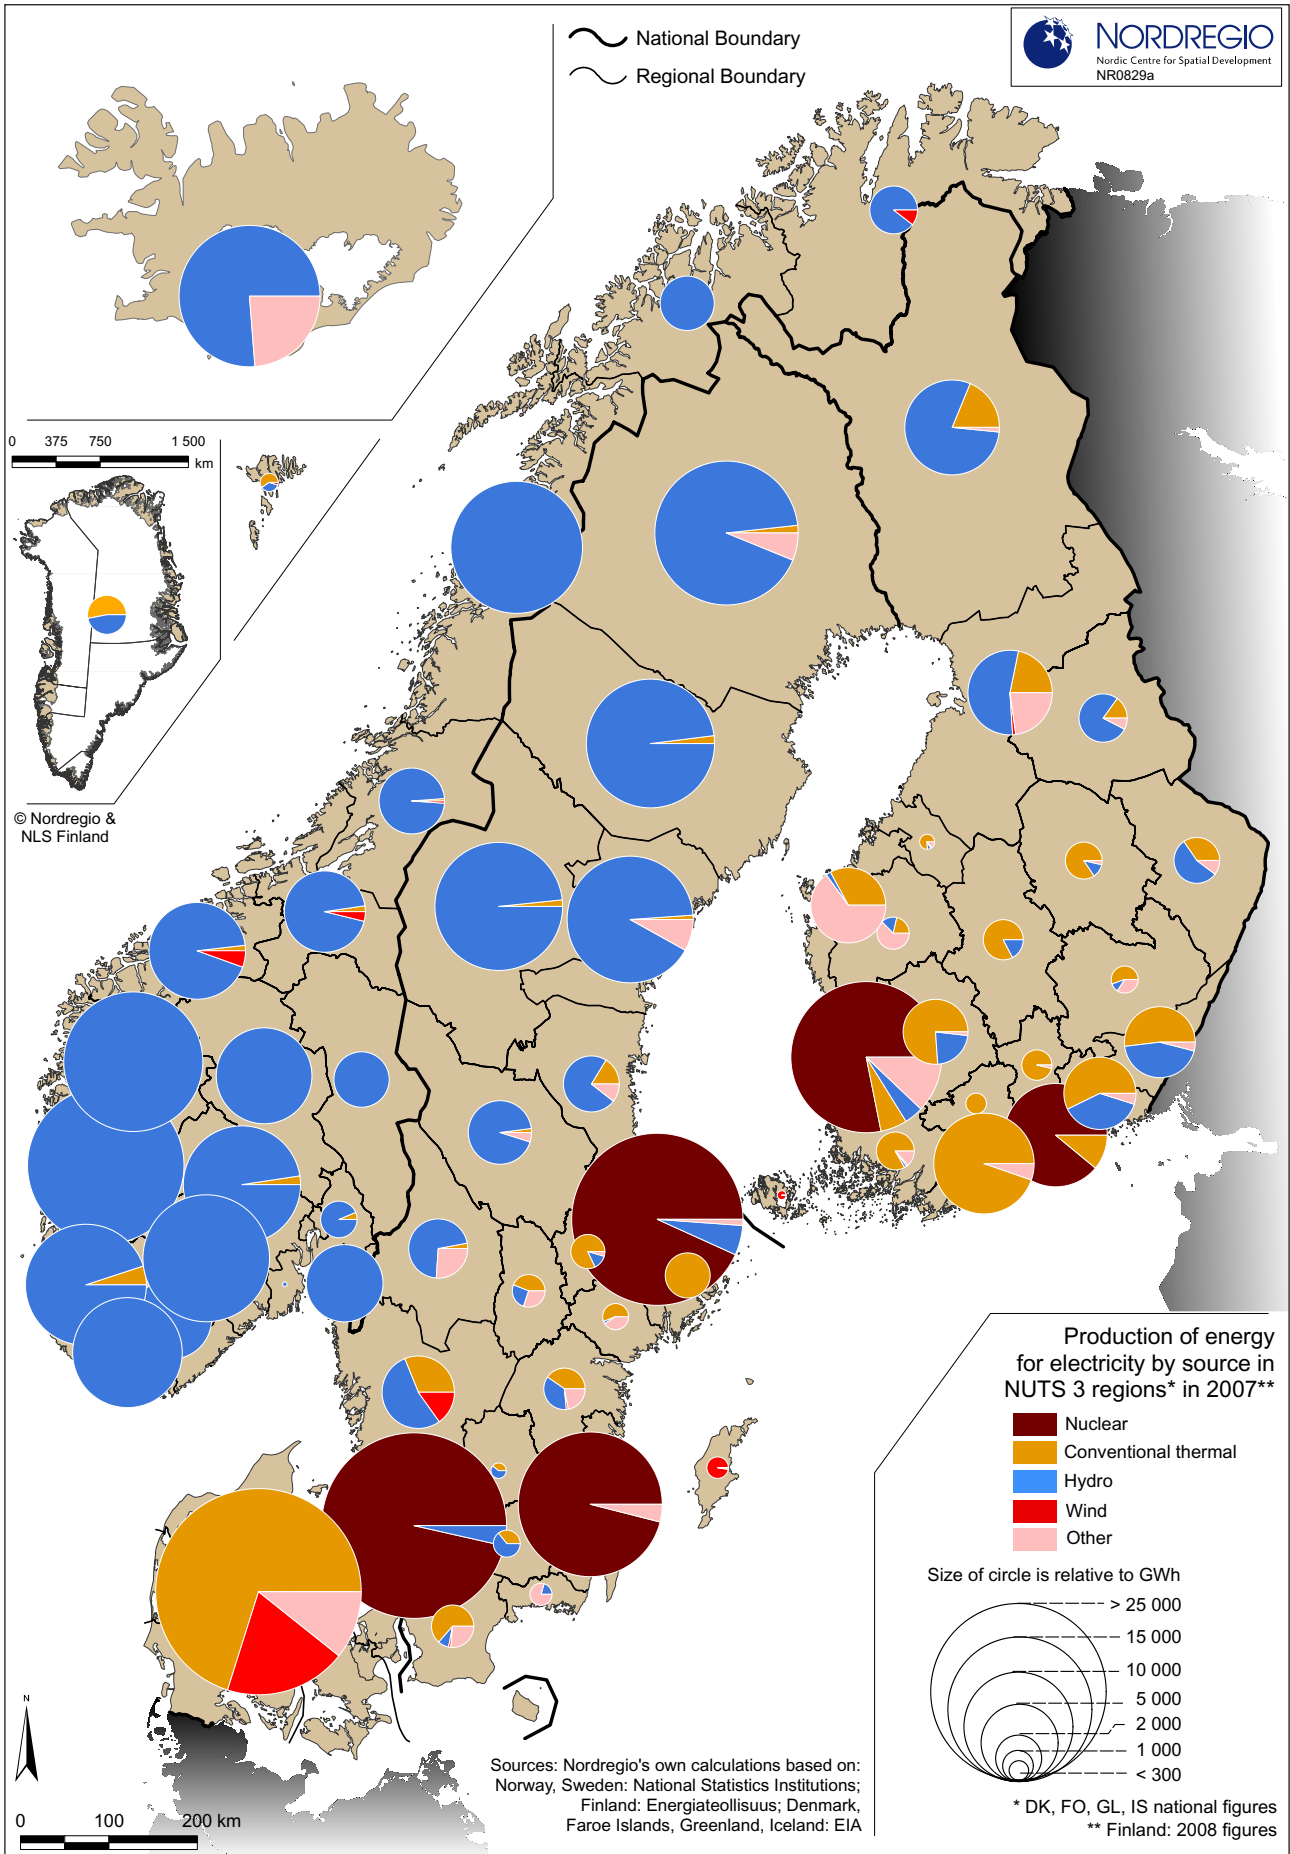 National Boundary
Regional Boundary
NORDREGIO
Nordic Centre for Spatial Development
NR0829a
0 375 750 1 500
km
© Nordregio &
NLS Finland
Production of energy
for electricity by source in
NUTS 3 regions* in 2007**
Nuclear
Conventional thermal
Hydro
Wind
Other
Size of circle is relative to GWh
> 25 000
15 000
10 000
5 000
2 000
1 000
< 300
* DK, FO, GL, IS national figures
** Finland: 2008 figures
Sources: Nordregio's own calculations based on:
Norway, Sweden: National Statistics Institutions;
Finland: Energiateollisuus; Denmark,
Faroe Islands, Greenland, Iceland: EIA
N
0 100 200 km